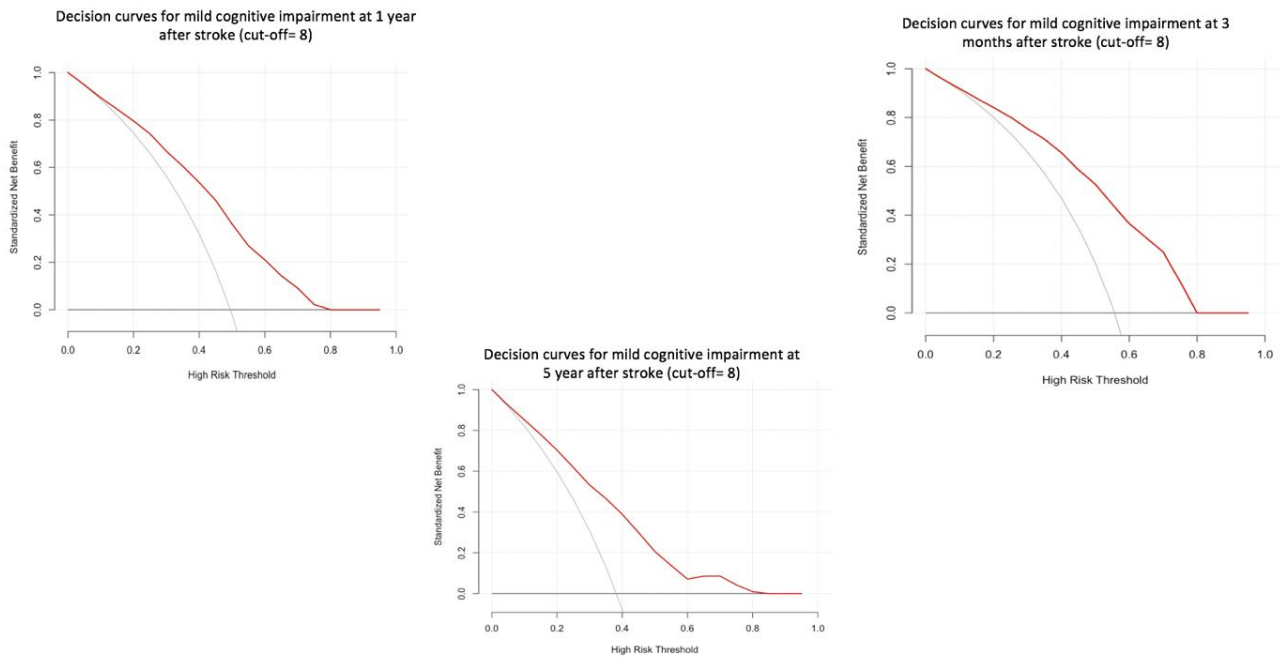 Decision curves for mild cognitive impairment at 1 year
after stroke (cut-off= 8)
Standardized Net Benefit
1.0
0.8
0.6
0.4
0.2
0.0
0.0 0.2 0.4 0.6 0.8 1.0
High Risk Threshold
Decision curves for mild cognitive impairment at 3
months after stroke (cut-off= 8)
Standardized Net Benefit
1.0
0.8
0.6
0.4
0.2
0.0
0.0 0.2 0.4 0.6 0.8 1.0
High Risk Threshold
Decision curves for mild cognitive impairment at
5 year after stroke (cut-off= 8)
Standardized Net Benefit
1.0
0.8
0.6
0.4
0.2
0.0
0.0 0.2 0.4 0.6 0.8 1.0
High Risk Threshold